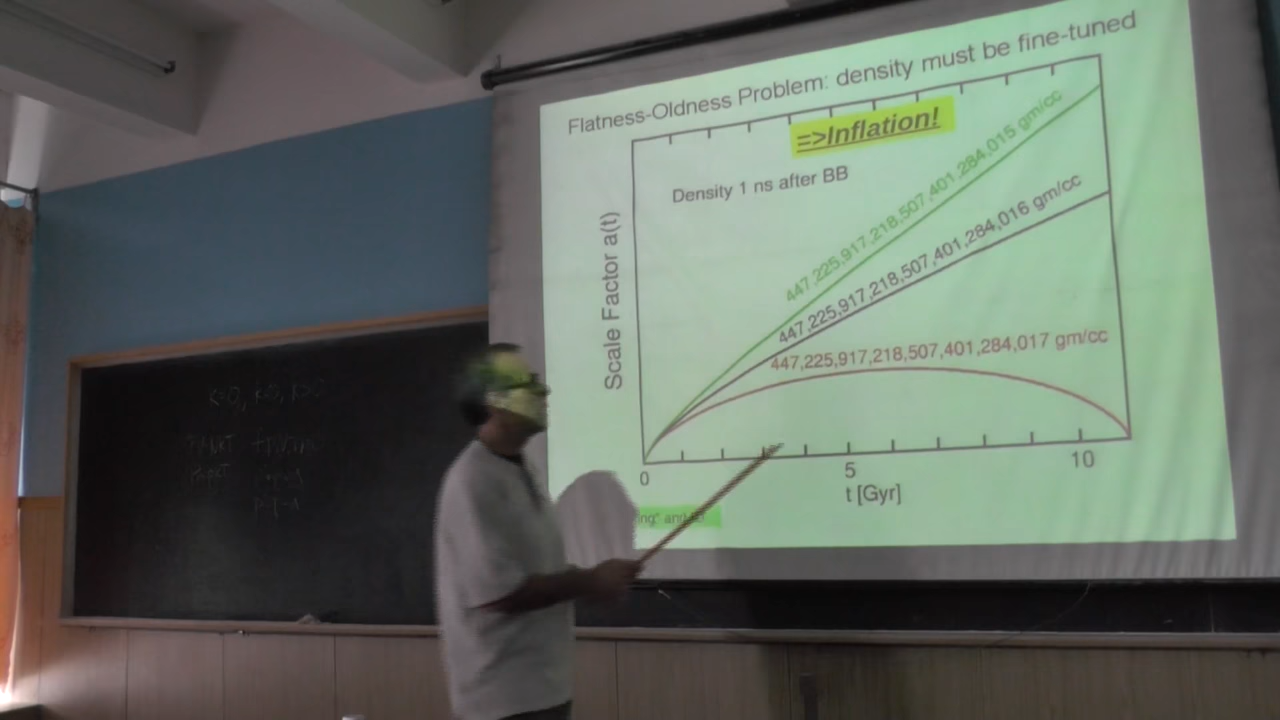 Flatness-Oldness Problem: density must be fine-tuned
=>Inflation!
Density 1 ns after BB
447,225,917,218,507,401,284,015 gm/cc
447,225,917,218,507,401,284,016 gm/cc
447,225,917,218,507,401,284,017 gm/cc
Scale Factor a(t)
0
5
10
t [Gyr]